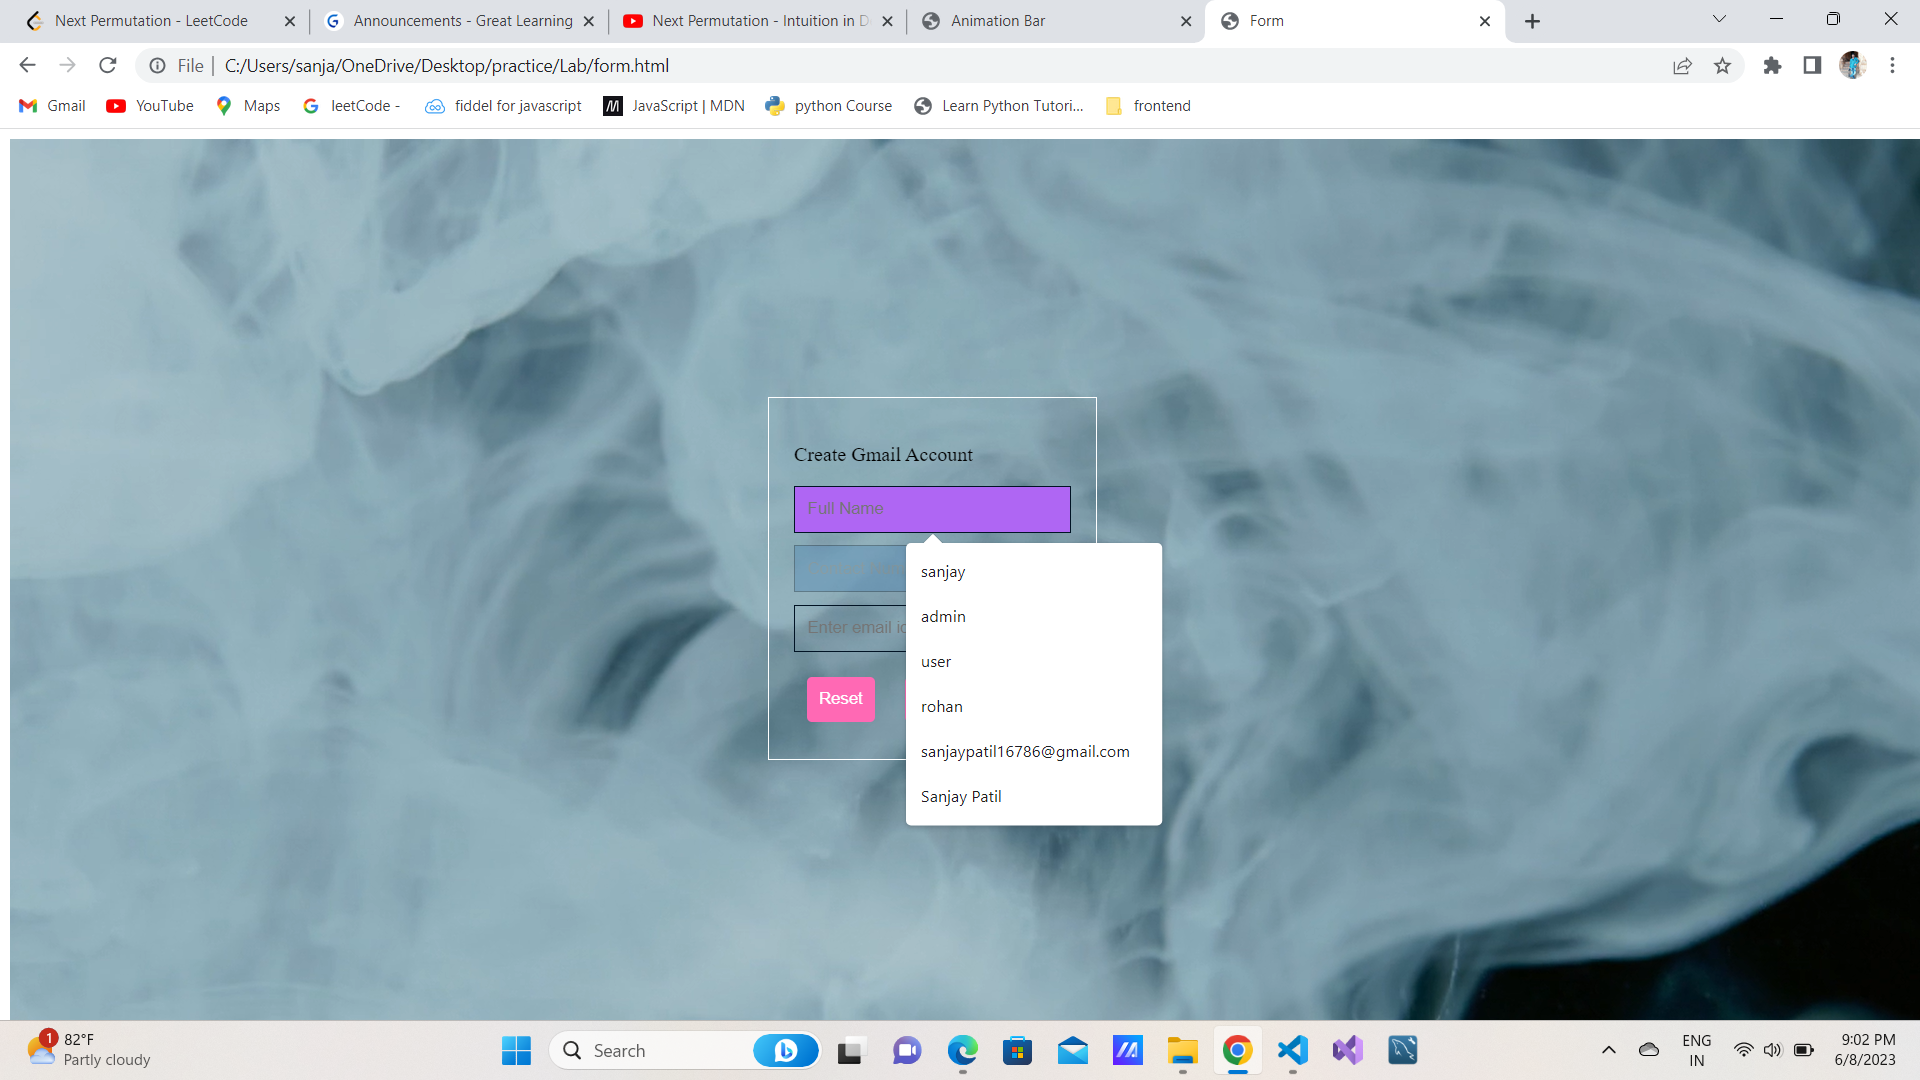 Next Permutation - LeetCode
Announcements - Great Learning
Next Permutation - Intuition in D
Animation Bar
Form
File
C:/Users/sanja/OneDrive/Desktop/practice/Lab/form.html
Gmail
YouTube
Maps
leetCode -
fiddel for javascript
JavaScript | MDN
python Course
Learn Python Tutori...
frontend
Create Gmail Account
Full Name
Enter email
Reset
sanjay
admin
user
rohan
sanjaypatil16786@gmail.com
Sanjay Patil
1
82°F
Partly cloudy
Search
ENG
IN
9:02 PM
6/8/2023